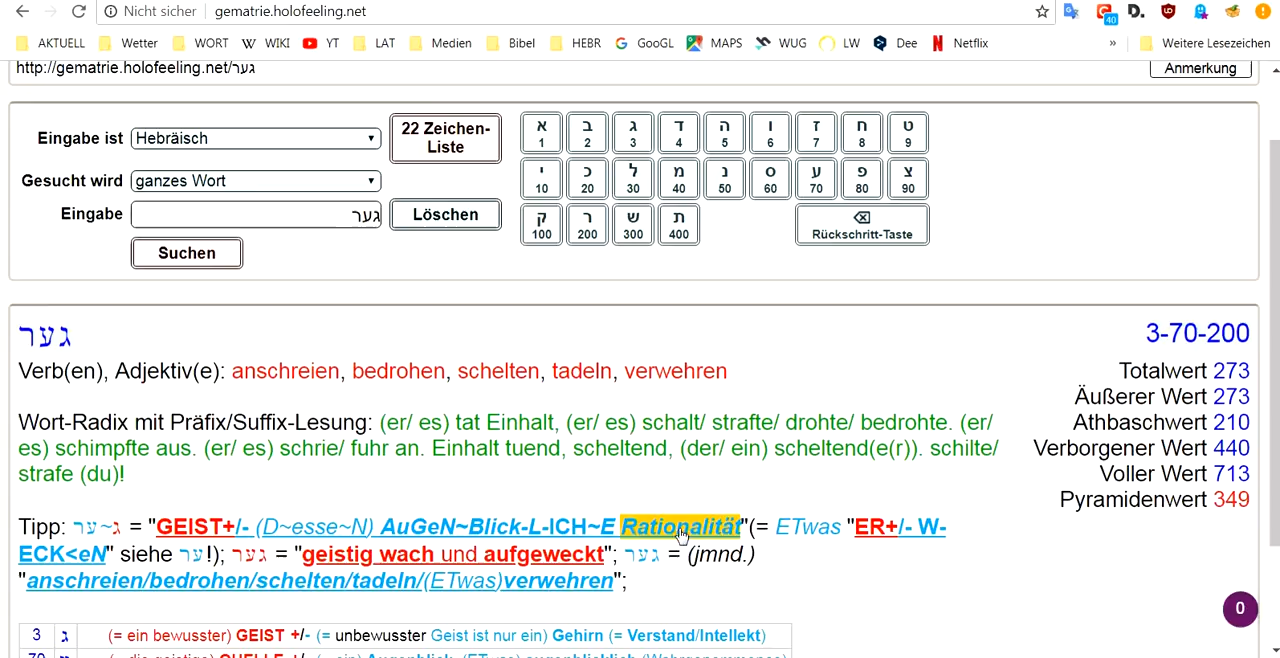 Nicht sicher | gematrie.holofeeling.net
AKTUELL Wetter WORT WIKI YT LAT Medien Bibel HEBR GooGL MAPS WUG LW Dee Netflix » Weitere Lesezeichen
http://gematrie.holofeeling.net/גער Anmerkung
Eingabe ist Hebräisch
22 Zeichen-Liste
Gesucht wird ganzes Wort
Eingabe גער Löschen
Suchen
א ב ג ד ה ו ז ח ט
1 2 3 4 5 6 7 8 9
י כ ל מ נ ס ע פ צ
10 20 30 40 50 60 70 80 90
ק ר ש ת
100 200 300 400 Rückschritt-Taste
גער 3-70-200
Verb(en), Adjektiv(e): anschreien, bedrohen, schelten, tadeln, verwehren
Totalwert 273
Äußerer Wert 273
Athbaschwert 210
Verborgener Wert 440
Voller Wert 713
Pyramidenwert 349
Wort-Radix mit Präfix/Suffix-Lesung: (er/ es) tat Einhalt, (er/ es) schalt/ strafte/ drohte/ bedrohte. (er/
es) schimpfte aus. (er/ es) schrie/ fuhr an. Einhalt tuend, scheltend, (der/ ein) scheltend(e(r)). schilte/
strafe (du)!
Tipp: ג~ער = "GEIST+/- (D~esse~N) AuGeN~Blick-L-ICH~E Rationalität"(= ETwas "ER+/- W-
ECK<eN" siehe ער!); גער = "geistig wach und aufgeweckt"; גער = (jmnd.)
"anschreien/bedrohen/schelten/tadeln/(ETwas)verwehren";
3 ג (= ein bewusster) GEIST +/- (= unbewusster Geist ist nur ein) Gehirn (= Verstand/Intellekt)
0